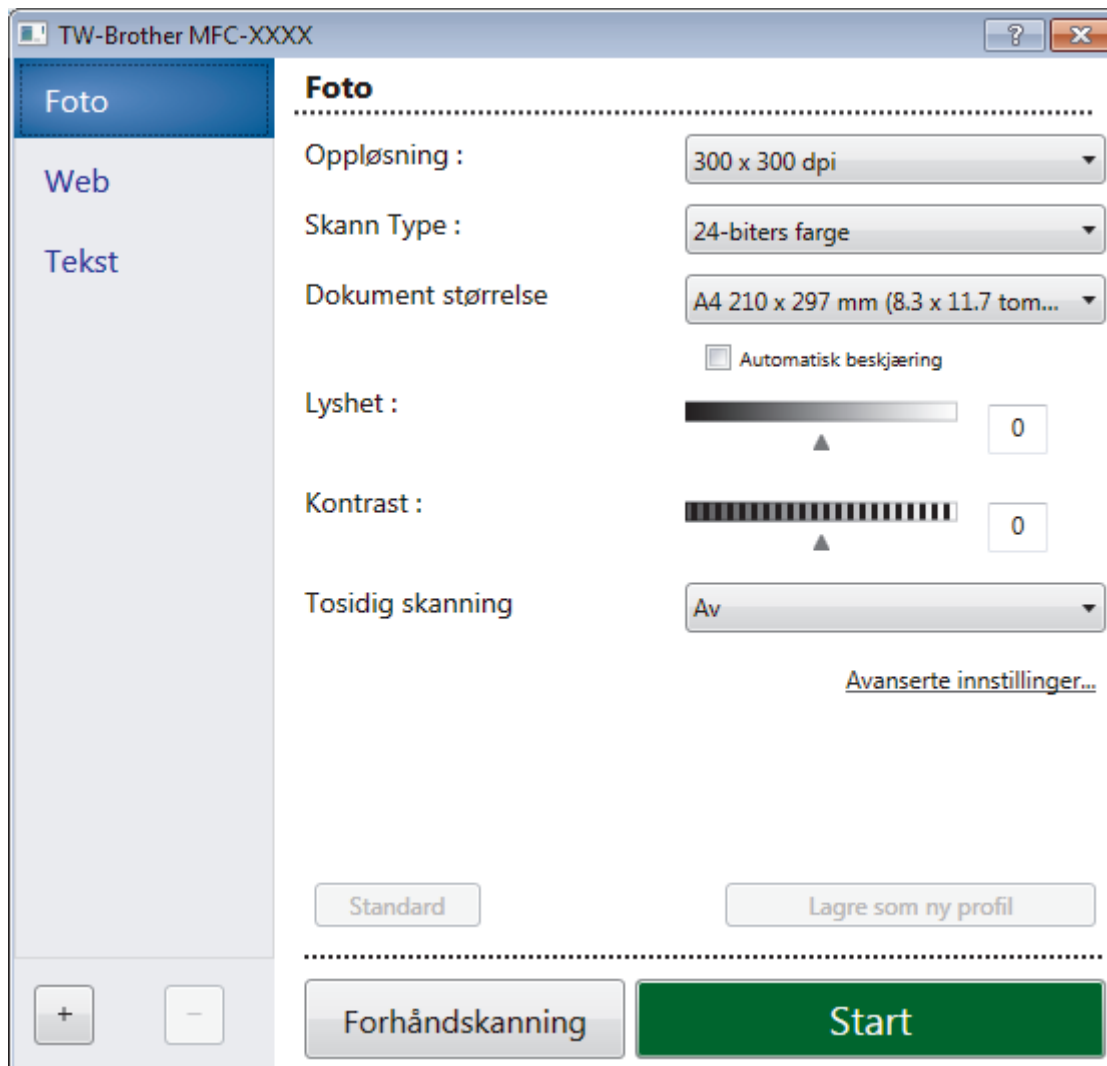 TW-Brother MFC-XXXX
?
Foto
Web
Tekst
Foto
Oppløsning : 300 x 300 dpi
Skann Type : 24-biters farge
Dokument størrelse A4 210 x 297 mm (8.3 x 11.7 tom...
Automatisk beskjæring
Lyshet : 0
Kontrast : 0
Tosidig skanning Av
Avanserte innstillinger...
Standard Lagre som ny profil
+ −
Forhåndskanning Start